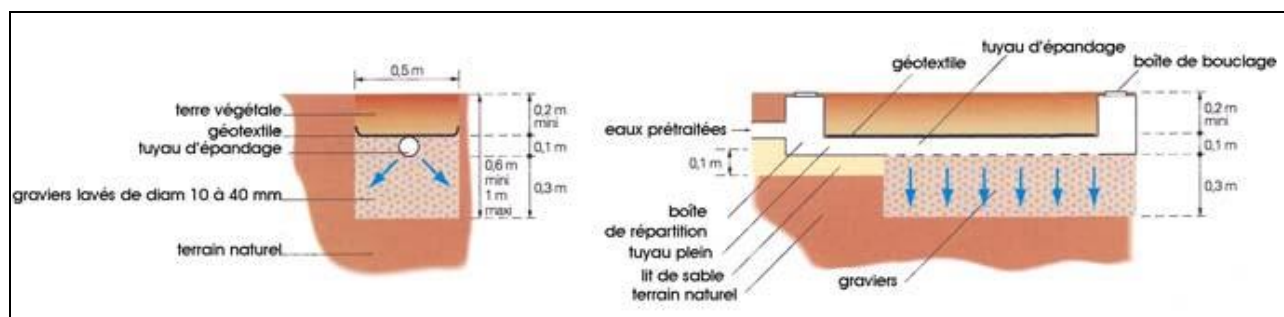 0,5 m
terre végétale
géotextile
tuyau d'épandage
graviers lavés de diam 10 à 40 mm
terrain naturel
0,6 m
mini
1 m
maxi
0,2 m
mini
0,1 m
0,3 m
tuyau d'épandage
géotextile
boîte de bouclage
eaux prétraitées
0,1 m
boîte
de répartition
tuyau plein
lit de sable
terrain naturel
graviers
0,2 m
mini
0,1 m
0,3 m